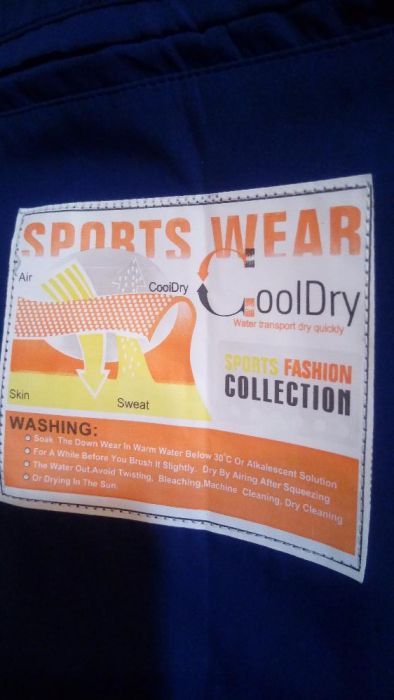 SPORTS WEAR
Air
CoolDry
CoolDry
Water transport dry quickly
SPORTS FASHION
COLLECTION
Skin
Sweat
WASHING:
Soak The Down Wear In Warm Water Below 30°C Or Alkalescent Solution
For A While Before You Brush It Slightly. Dry By Airing After Squeezing
The Water Out.Avoid Twisting, Bleaching,Machine Cleaning, Dry Cleaning
Or Drying In The Sun.